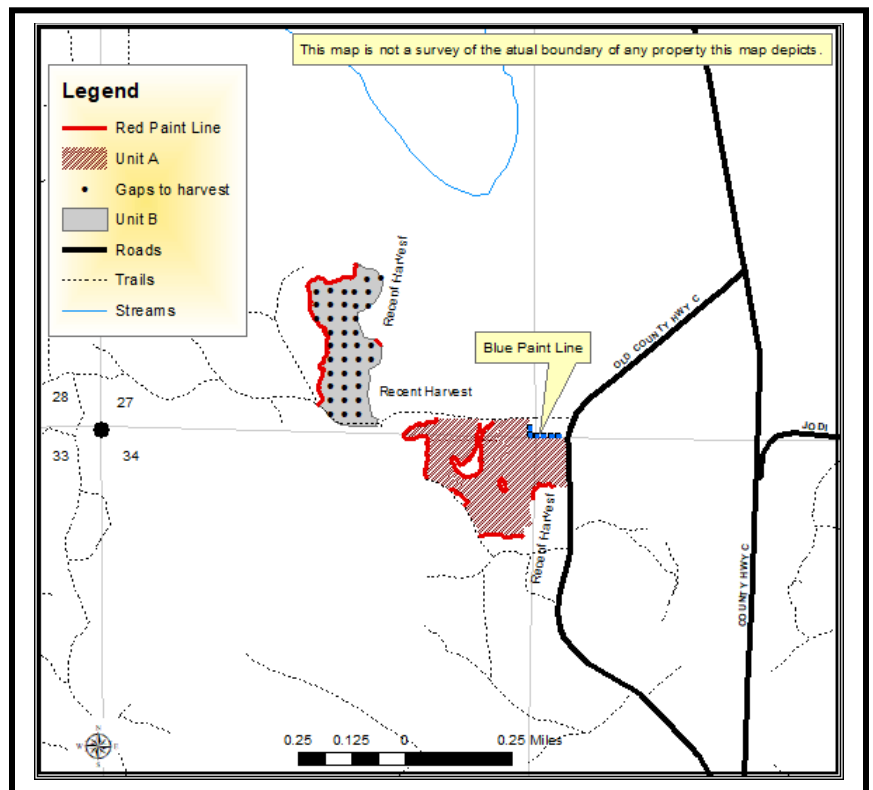 This map is not a survey of the atual boundary of any property this map depicts.
Legend
Red Paint Line
Unit A
Gaps to harvest
Unit B
Roads
Trails
Streams
Recent Harvest
OLD COUNTY HWY C
Blue Paint Line
Recent Harvest
28
27
JODI
33
34
Recent Harvest
COUNTY HWY C
N
W
E
S
0.25 0.125 0 0.25 Miles